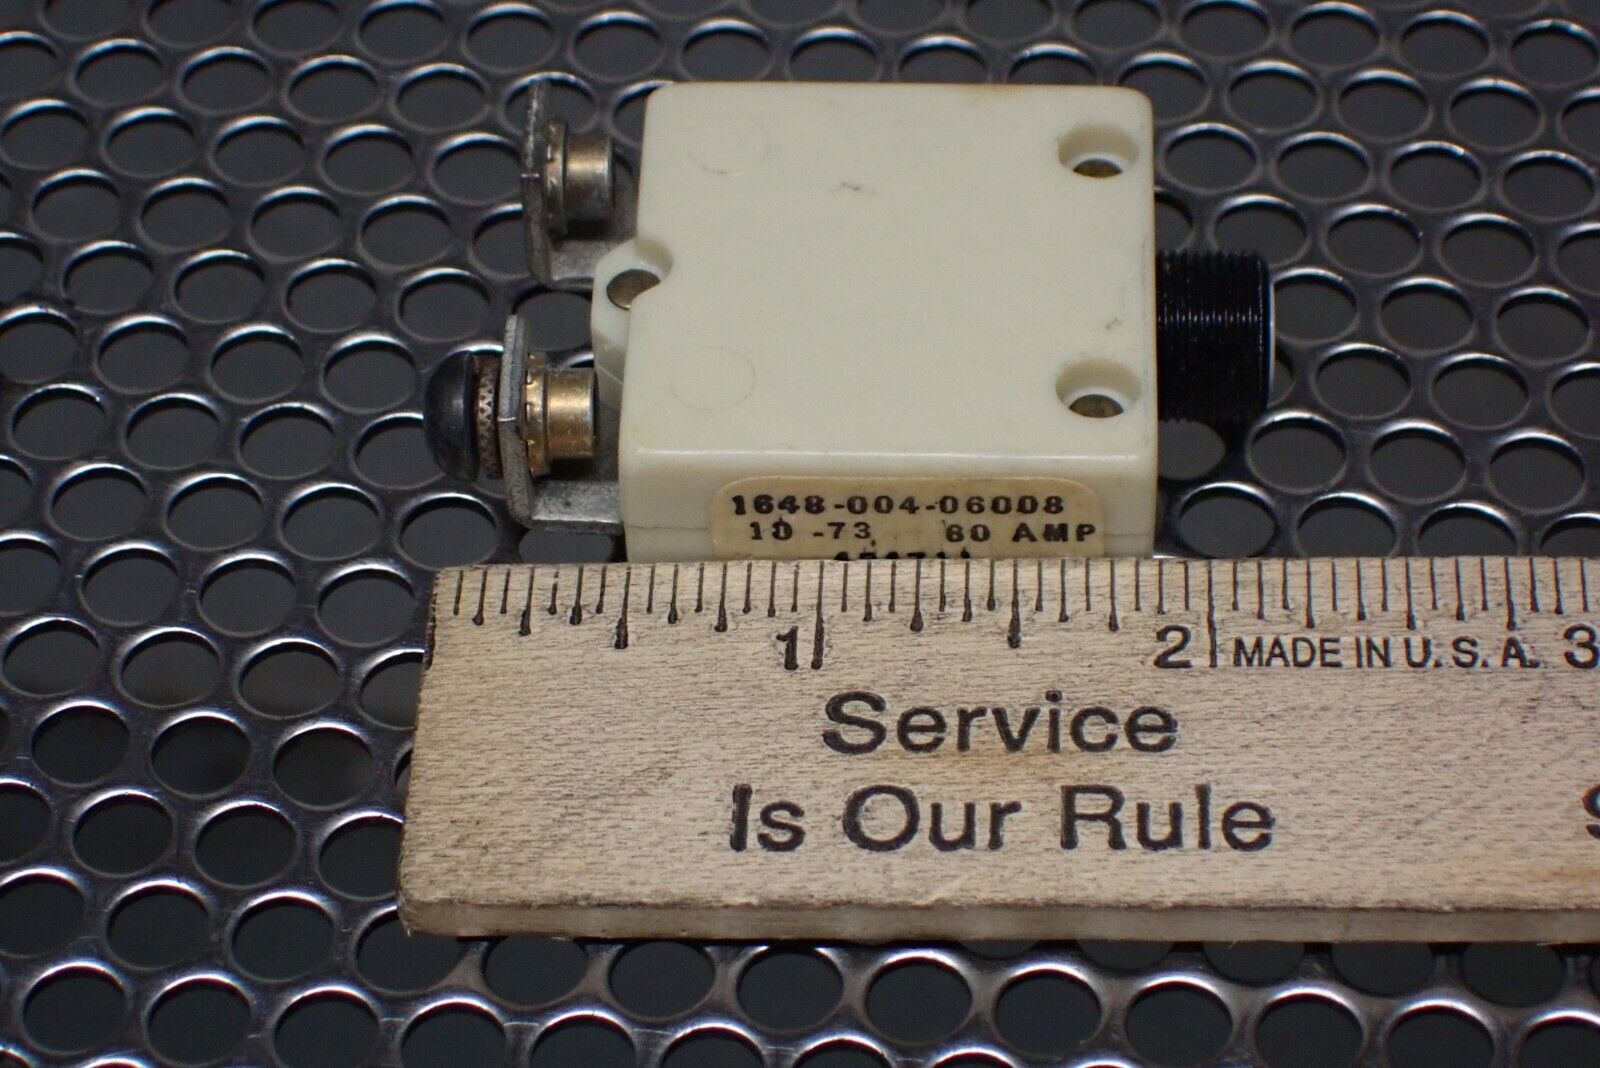 1648-004-06008
10 -73 60 AMP
1 2 MADE IN U.S.A. 3
Service
Is Our Rule